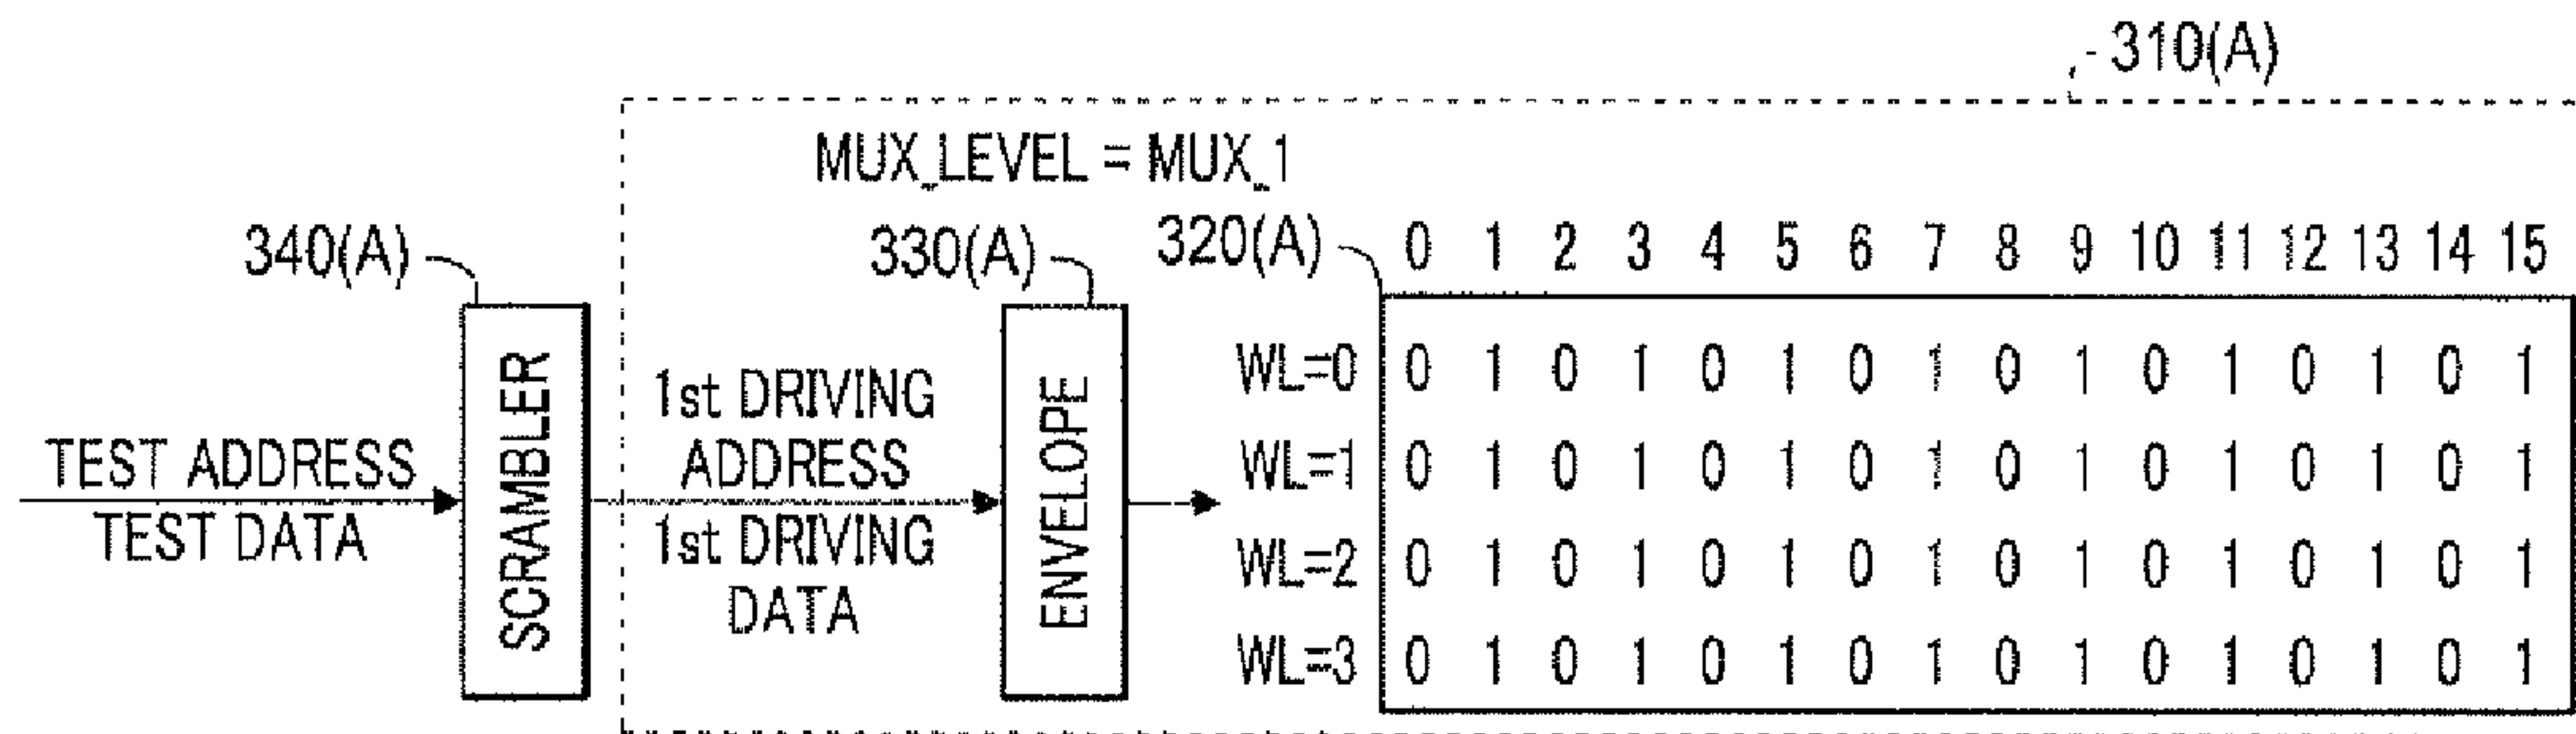 310(A)
MUX_LEVEL = MUX_1
340(A)
330(A)
320(A)
0 1 2 3 4 5 6 7 8 9 10 11 12 13 14 15
SCRAMBLER
ENVELOPE
TEST ADDRESS
TEST DATA
1st DRIVING
ADDRESS
1st DRIVING
DATA
WL=0 0 1 0 1 0 1 0 1 0 1 0 1 0 1 0 1
WL=1 0 1 0 1 0 1 0 1 0 1 0 1 0 1 0 1
WL=2 0 1 0 1 0 1 0 1 0 1 0 1 0 1 0 1
WL=3 0 1 0 1 0 1 0 1 0 1 0 1 0 1 0 1